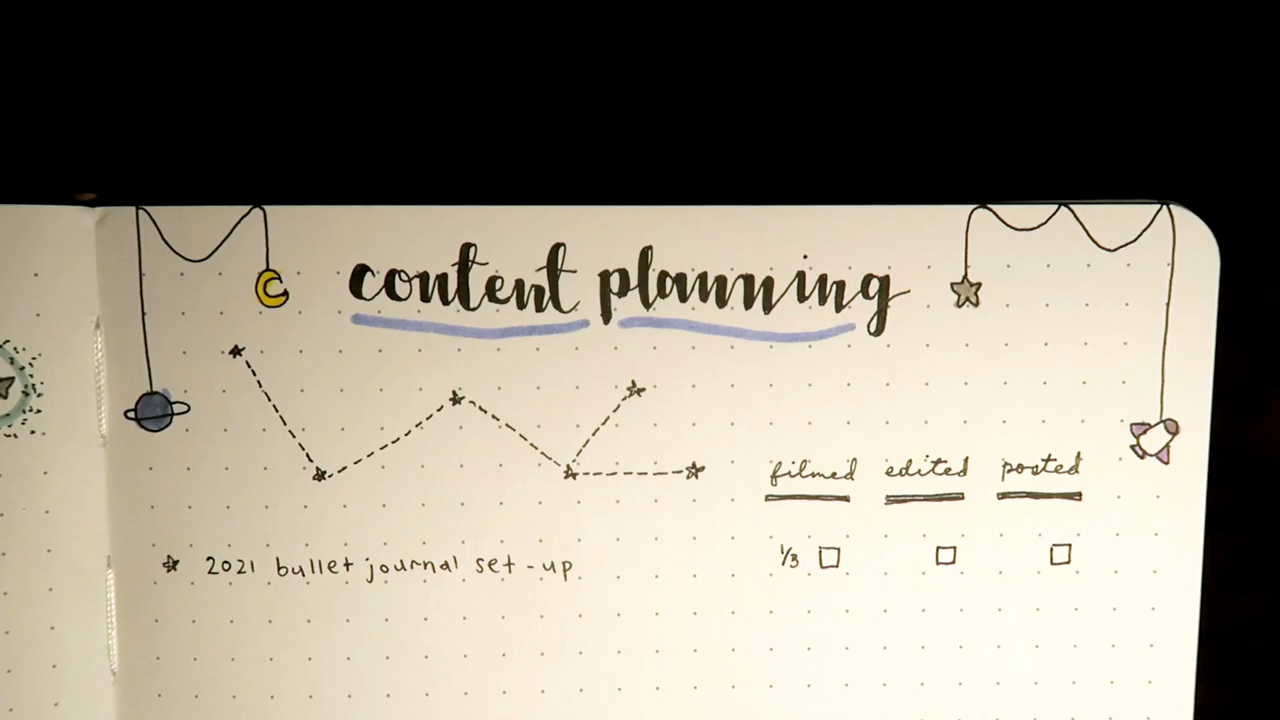 content planning
filmed edited posted
2021 bullet journal set-up 1/3